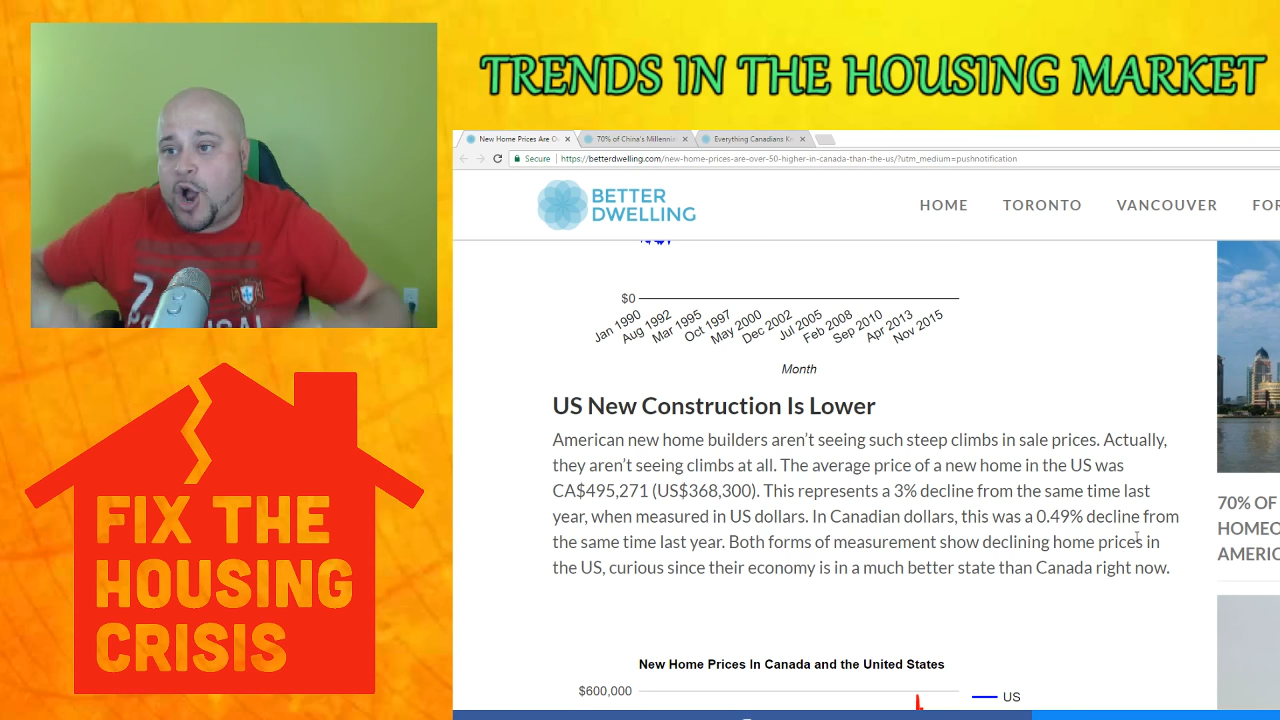 TRENDS IN THE HOUSING MARKET
New Home Prices Are O
70% of China's Millenni
Everything Canadians K
Secure
https://betterdwelling.com/new-home-prices-are-over-50-higher-in-canada-than-the-us/?utm_medium=pushnotification
BETTER
DWELLING
HOME TORONTO VANCOUVER FOR
$0
Jan 1990 Aug 1992 Mar 1995 Oct 1997 May 2000 Dec 2002 Jul 2005 Feb 2008 Sep 2010 Apr 2013 Nov 2015
Month
US New Construction Is Lower
American new home builders aren't seeing such steep climbs in sale prices. Actually,
they aren't seeing climbs at all. The average price of a new home in the US was
CA$495,271 (US$368,300). This represents a 3% decline from the same time last
year, when measured in US dollars. In Canadian dollars, this was a 0.49% decline from
the same time last year. Both forms of measurement show declining home prices in
the US, curious since their economy is in a much better state than Canada right now.
New Home Prices In Canada and the United States
$600,000
US
70% OF
HOMEO
AMERIC
7
FIX THE
HOUSING
CRISIS